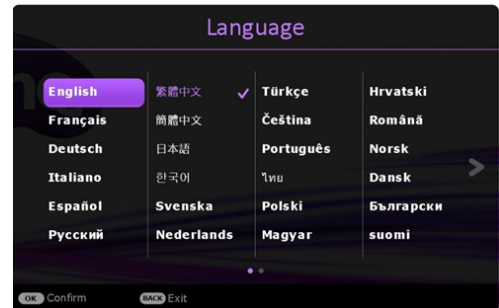 Language
English 繁體中文 Türkçe Hrvatski
Français 簡體中文 Čeština Română
Deutsch 日本語 Português Norsk
Italiano 한국어 ไทย Dansk
Español Svenska Polski Български
Русский Nederlands Magyar suomi
OK Confirm BACK Exit